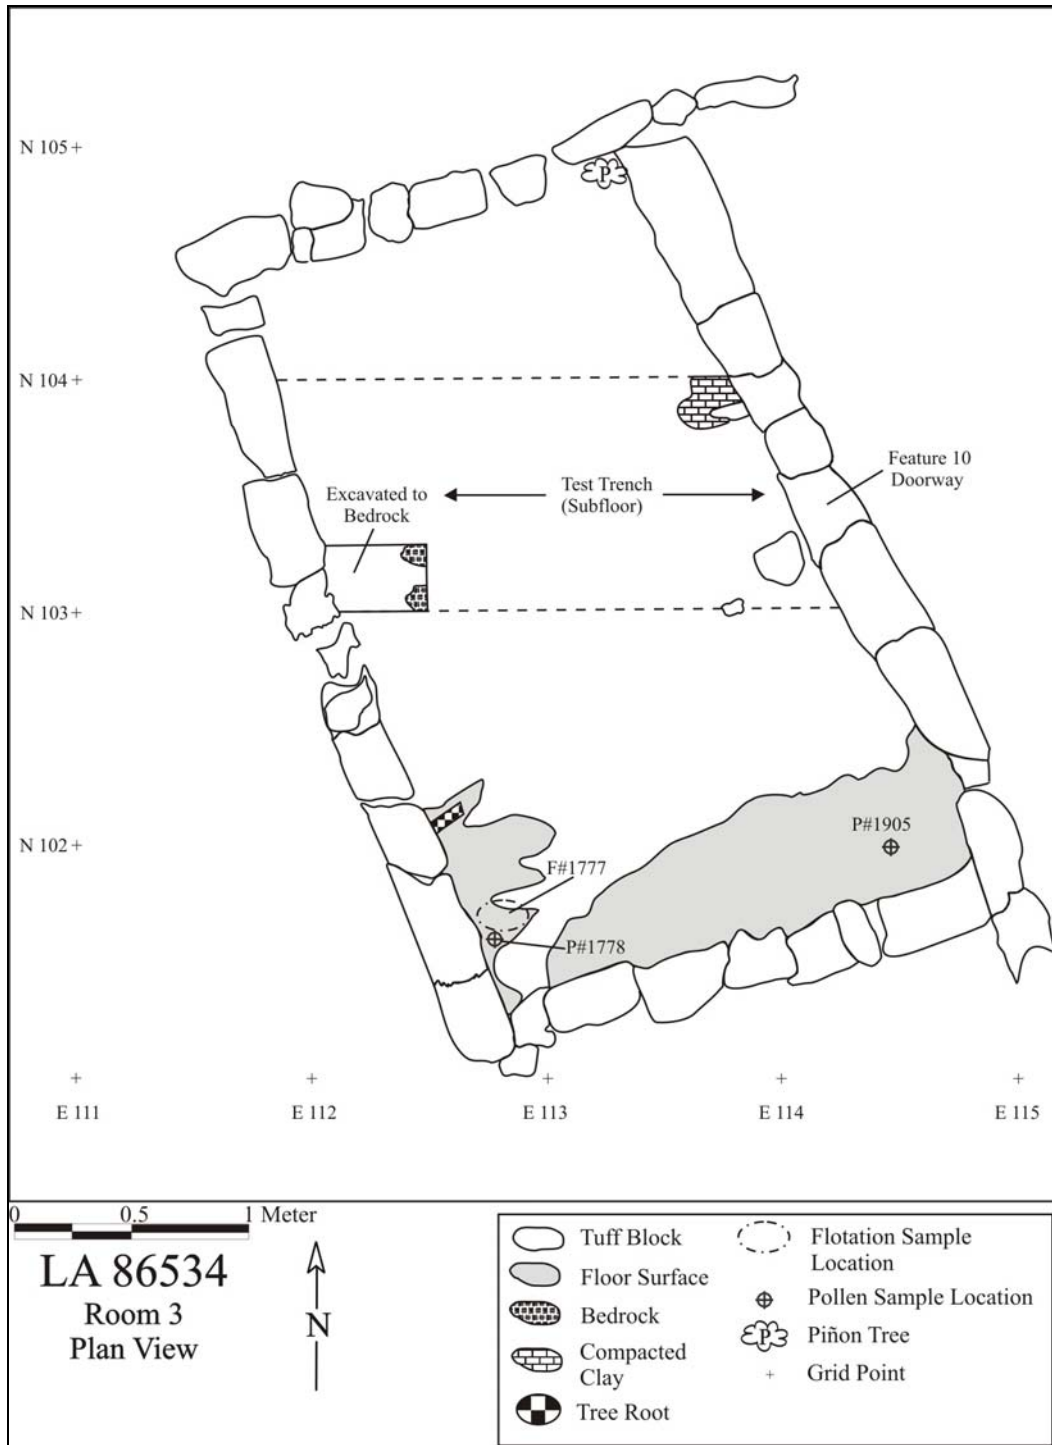 N 105 +
P
N 104 +
Feature 10
Doorway
Excavated to
Bedrock
Test Trench
(Subfloor)
N 103 +
N 102 +
P#1905
F#1777
P#1778
+ + + + +
E 111 E 112 E 113 E 114 E 115
0 0.5 1 Meter
LA 86534
Room 3
Plan View
N
Tuff Block
Floor Surface
Bedrock
Compacted
Clay
Tree Root
Flotation Sample
Location
Pollen Sample Location
P Piñon Tree
+ Grid Point